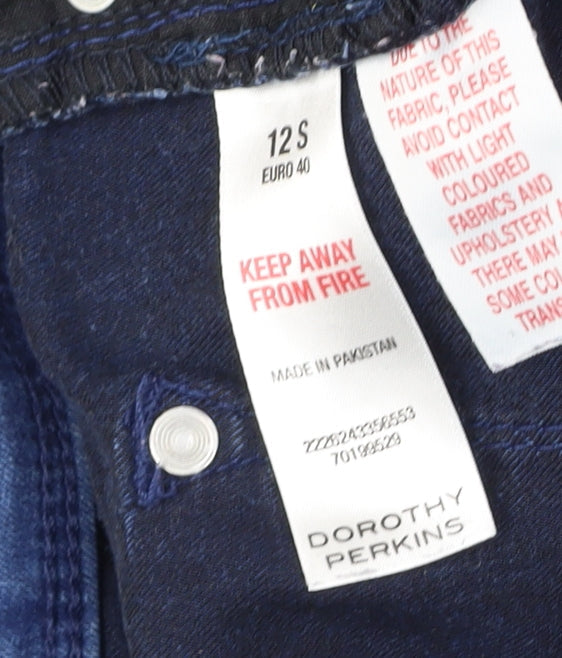 12 S
EURO 40
KEEP AWAY
FROM FIRE
MADE IN PAKISTAN
2226243356553
70199529
DOROTHY
PERKINS
DUE TO THE
NATURE OF THIS
FABRIC, PLEASE
AVOID CONTACT
WITH LIGHT
COLOURED
FABRICS AND
UPHOLSTERY
THERE MAY
SOME